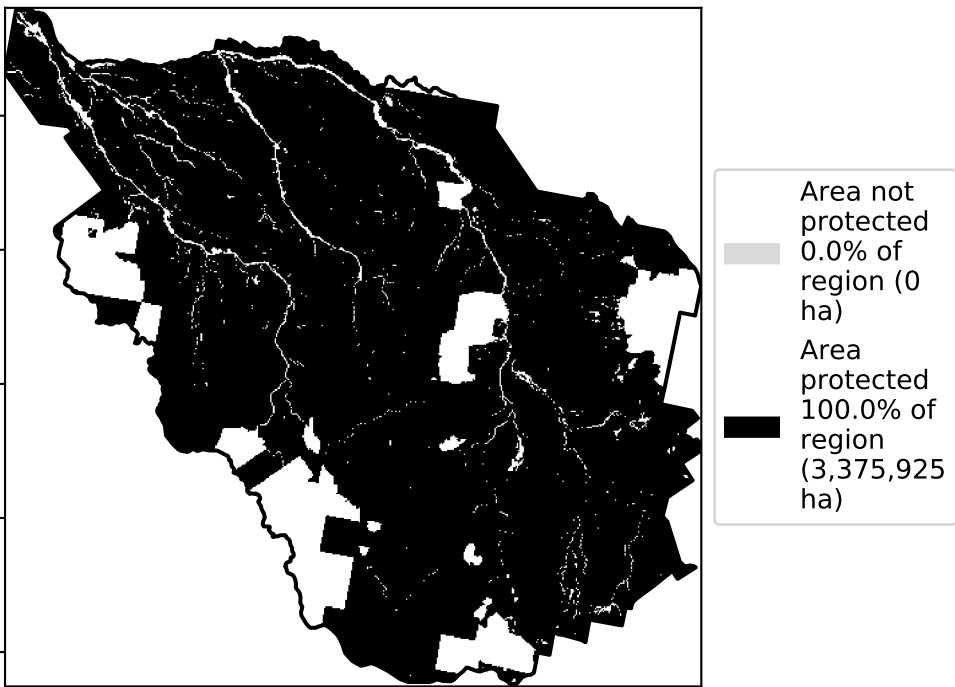 Area not
protected
0.0% of
region (0
ha)
Area
protected
100.0% of
region
(3,375,925
ha)